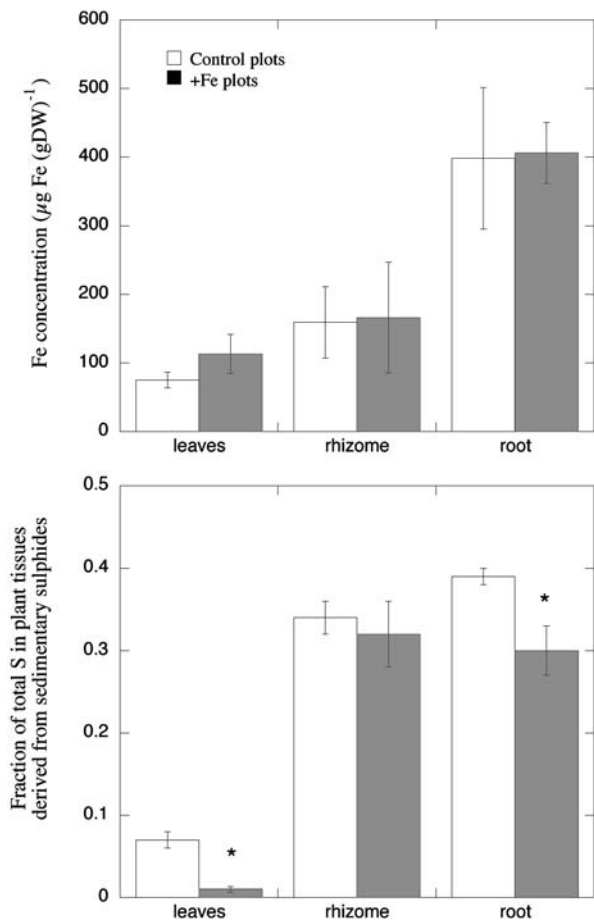 600
500
400
300
200
100
0
Fe concentration (µg Fe (gDW)⁻¹)
Control plots
+Fe plots
leaves rhizome root
0.5
0.4
0.3
0.2
0.1
0
Fraction of total S in plant tissues
derived from sedimentary sulphides
*
*
leaves rhizome root